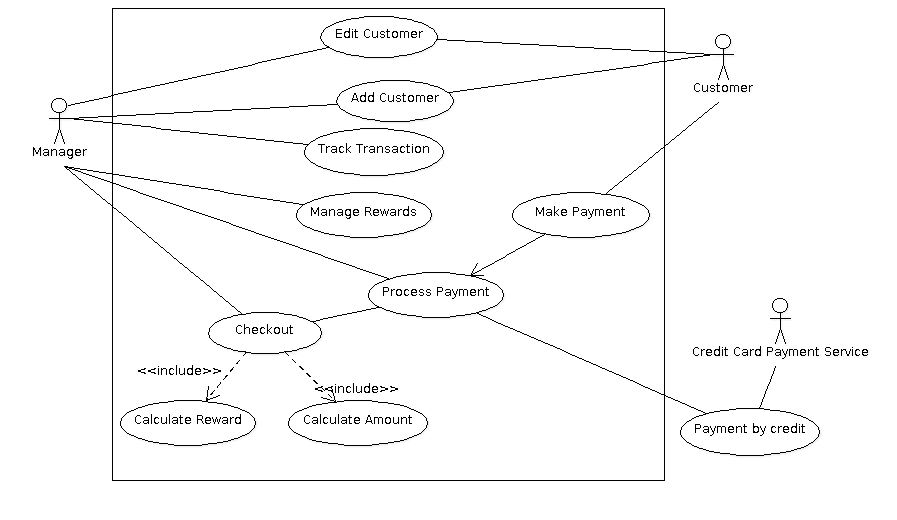 Edit Customer
Customer
Add Customer
Manager
Track Transaction
Manage Rewards
Make Payment
Process Payment
Checkout
Credit Card Payment Service
<<include>>
<<include>>
Calculate Reward
Calculate Amount
Payment by credit